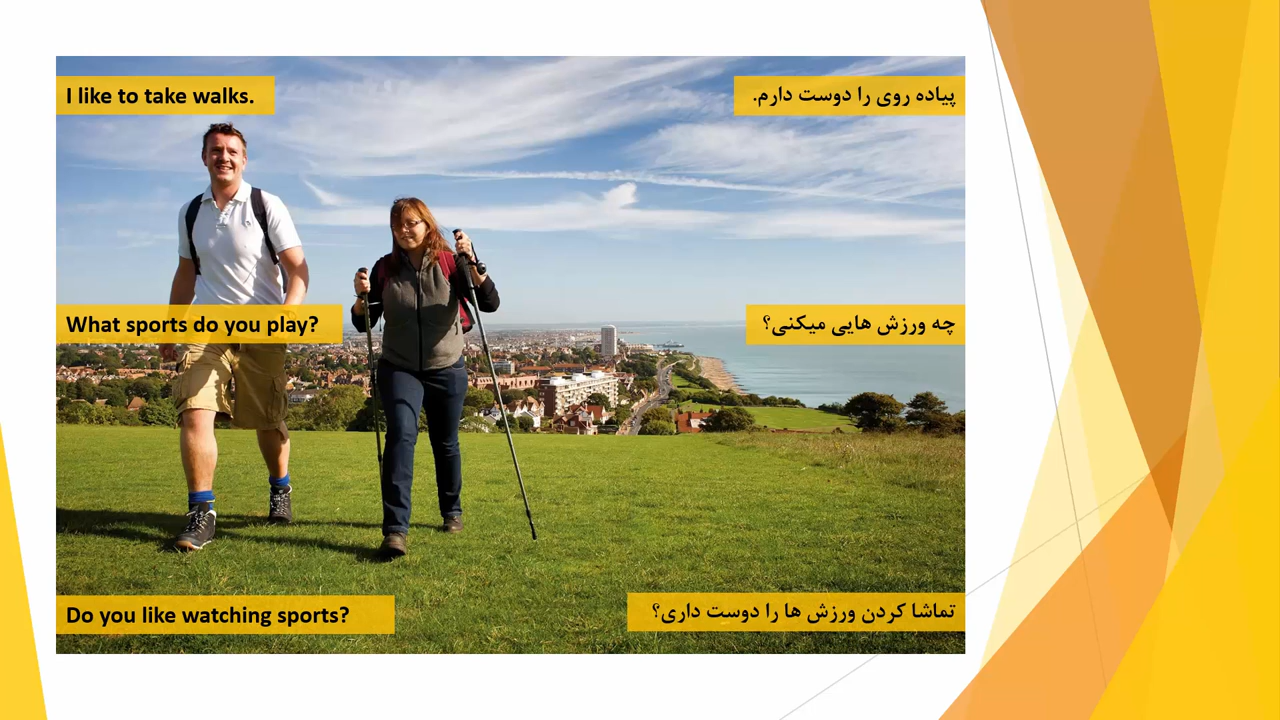 I like to take walks.
پیاده روی را دوست دارم.
What sports do you play?
چه ورزش هایی میکنی؟
Do you like watching sports?
تماشا کردن ورزش ها را دوست داری؟